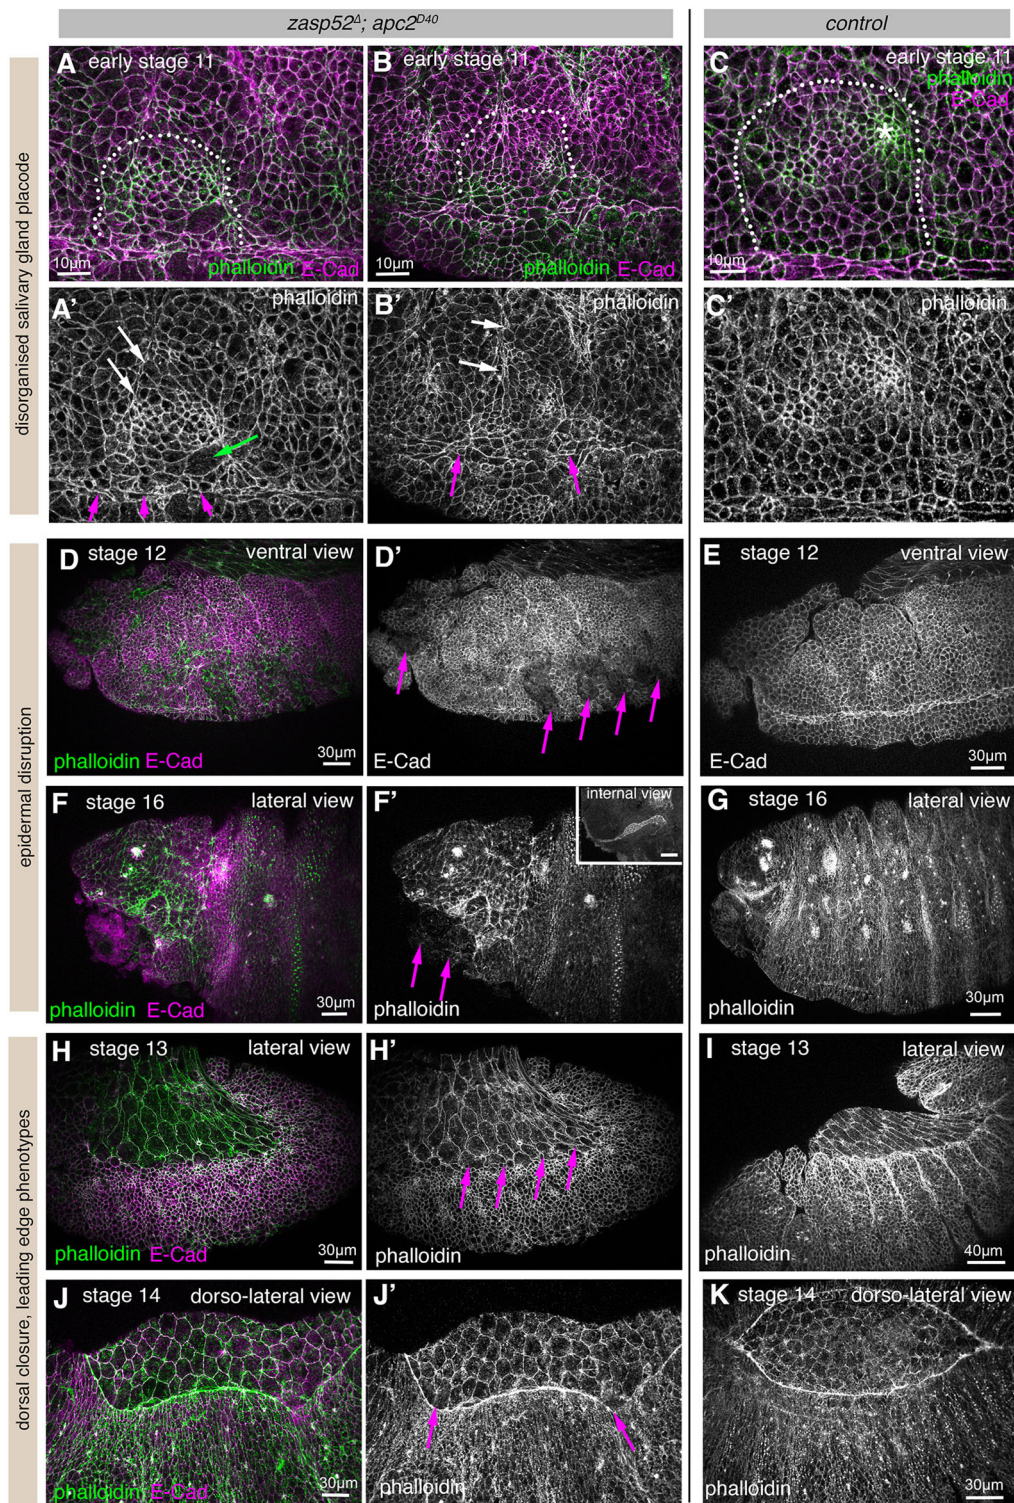 zasp52Δ; apc2D40
control
disorganised salivary gland placode
A early stage 11
10µm
phalloidin E-Cad
B early stage 11
10µm
phalloidin E-Cad
C early stage 11
phalloidin
E-Cad
*
10µm
A' phalloidin
B' phalloidin
C' phalloidin
epidermal disruption
D stage 12 ventral view
phalloidin E-Cad
30µm
D'
E-Cad
E stage 12 ventral view
E-Cad
30µm
F stage 16 lateral view
phalloidin E-Cad
30µm
F' internal view
phalloidin
G stage 16 lateral view
phalloidin
30µm
dorsal closure, leading edge phenotypes
H stage 13 lateral view
phalloidin E-Cad
30µm
H'
phalloidin
I stage 13 lateral view
phalloidin
40µm
J stage 14 dorso-lateral view
phalloidin E-Cad
30µm
J'
phalloidin
K stage 14 dorso-lateral view
phalloidin
30µm